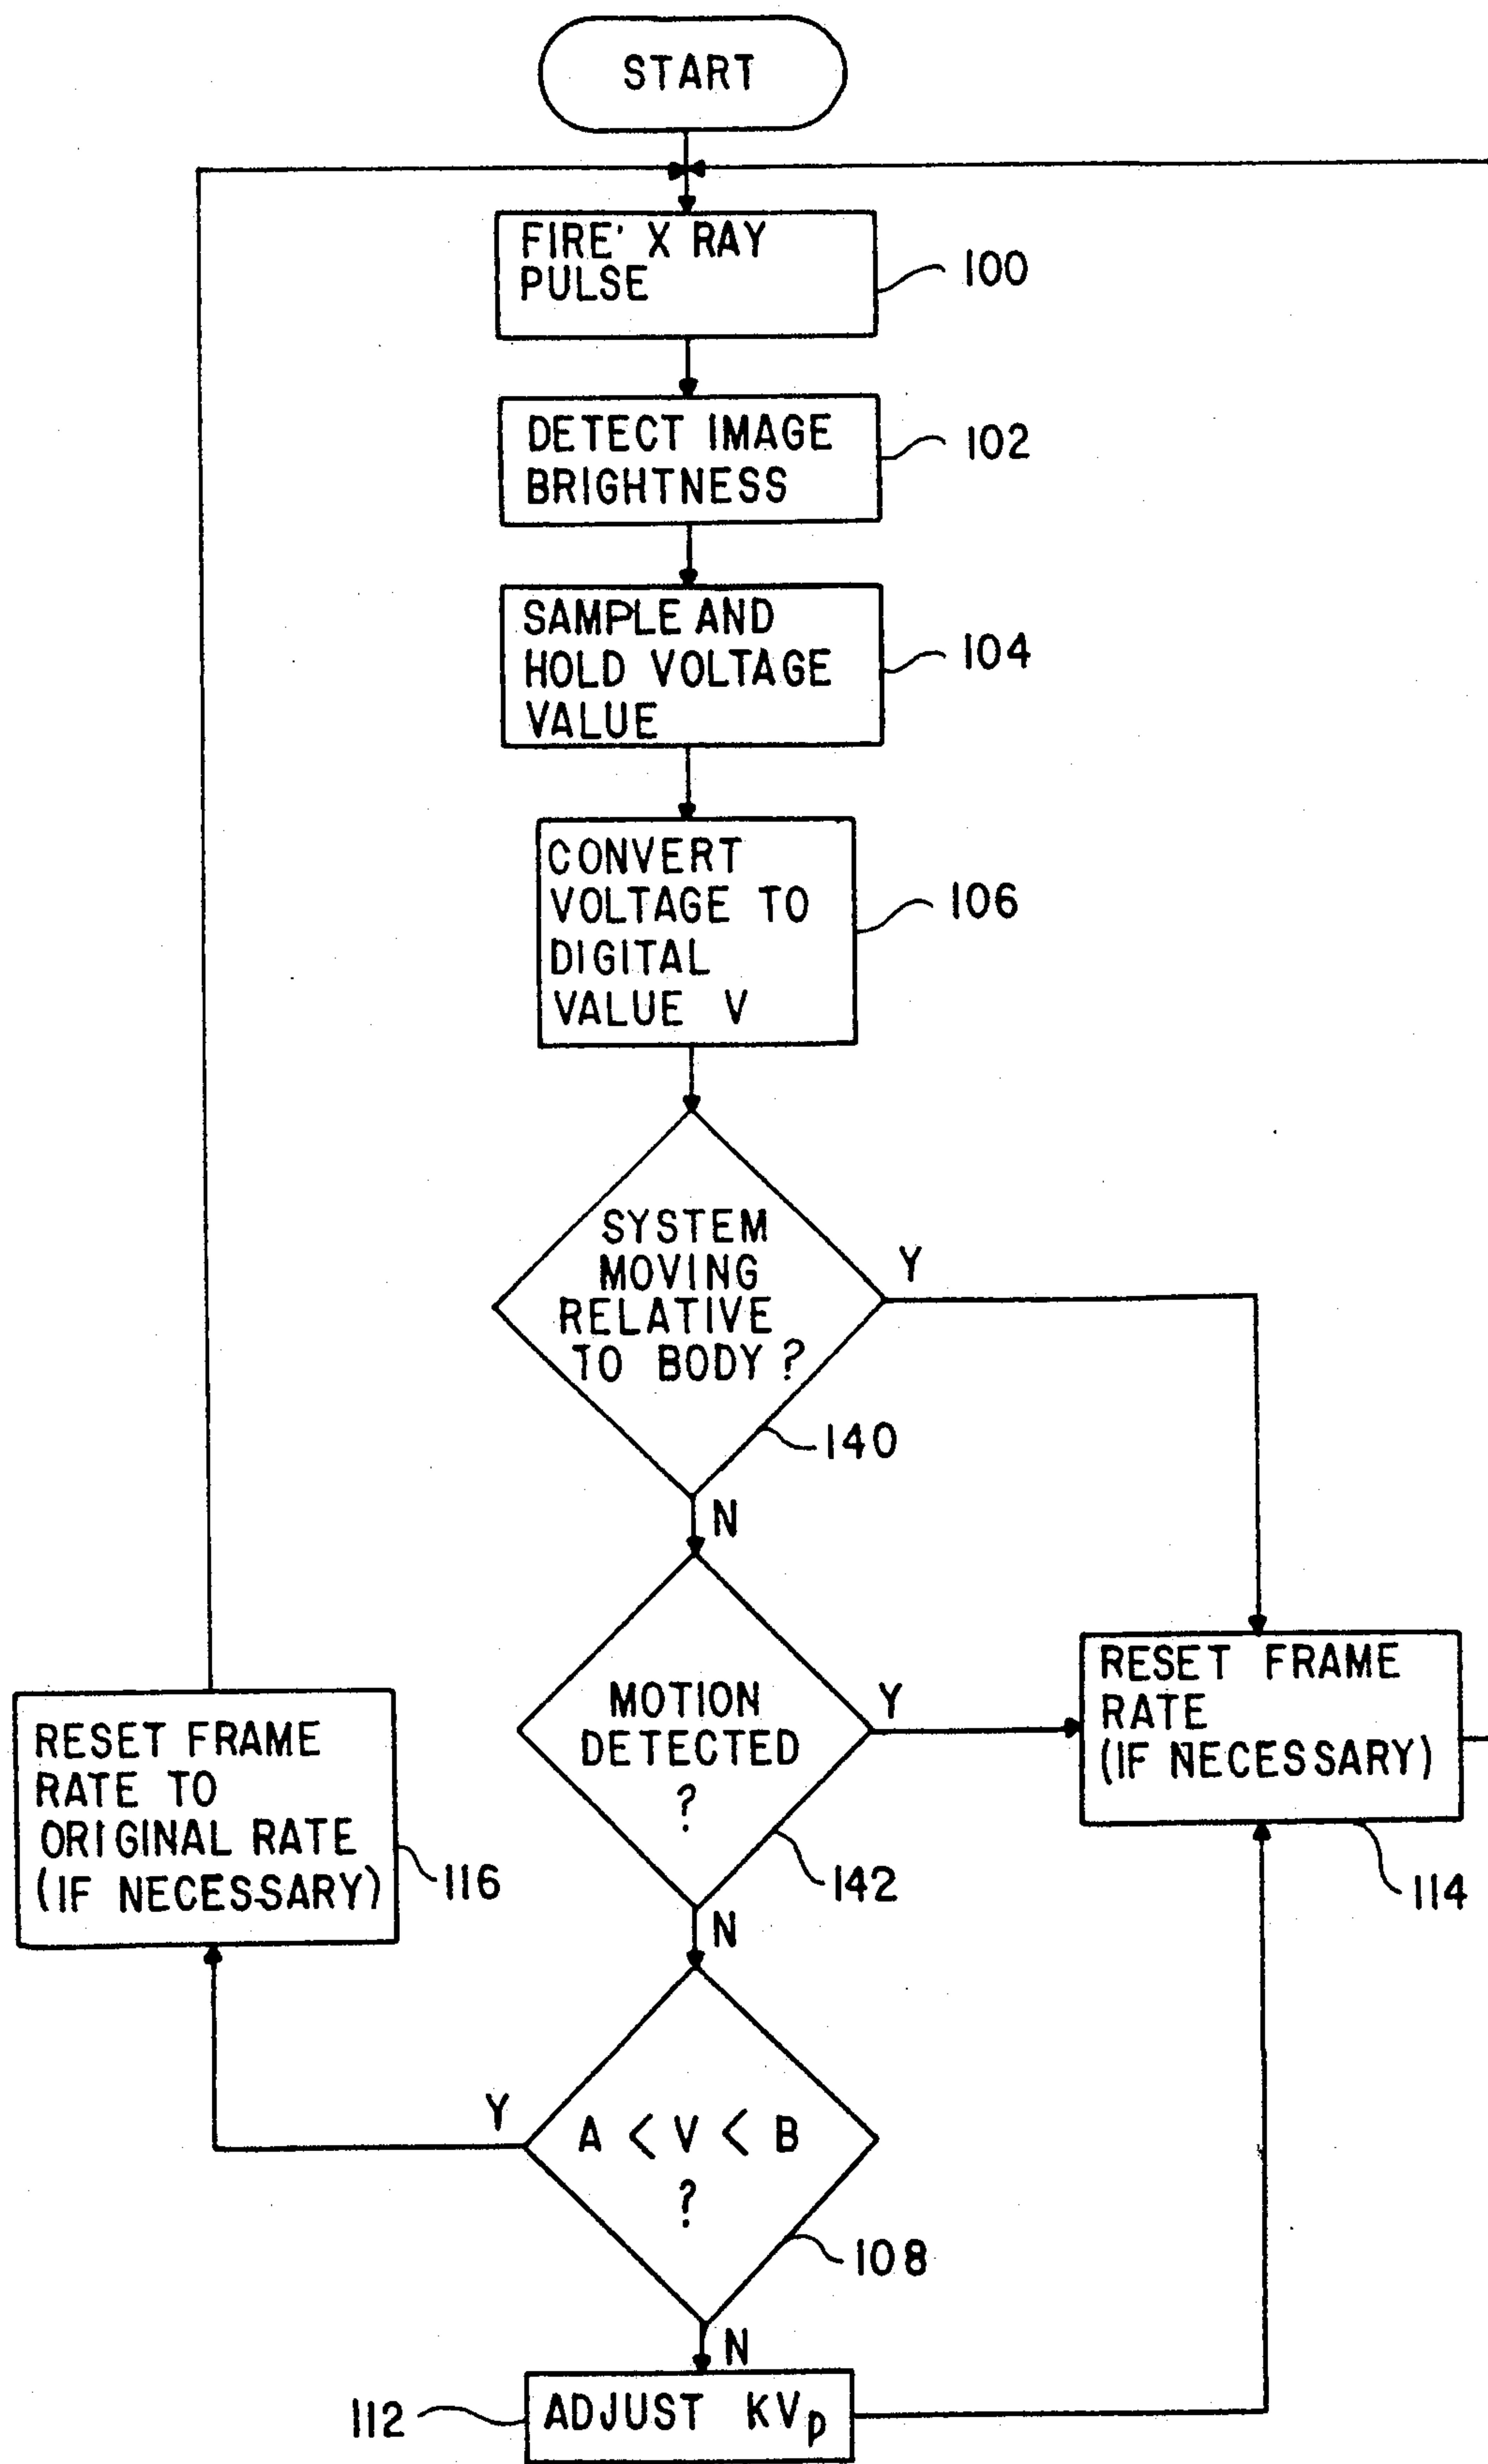 START
FIRE' X RAY
PULSE
100
DETECT IMAGE
BRIGHTNESS
102
SAMPLE AND
HOLD VOLTAGE
VALUE
104
CONVERT
VOLTAGE TO
DIGITAL
VALUE V
106
SYSTEM
MOVING
RELATIVE
TO BODY ?
Y
140
N
MOTION
DETECTED
?
Y
142
N
RESET FRAME
RATE
(IF NECESSARY)
114
RESET FRAME
RATE TO
ORIGINAL RATE
(IF NECESSARY)
116
Y
A < V < B
?
108
N
112
ADJUST KVp